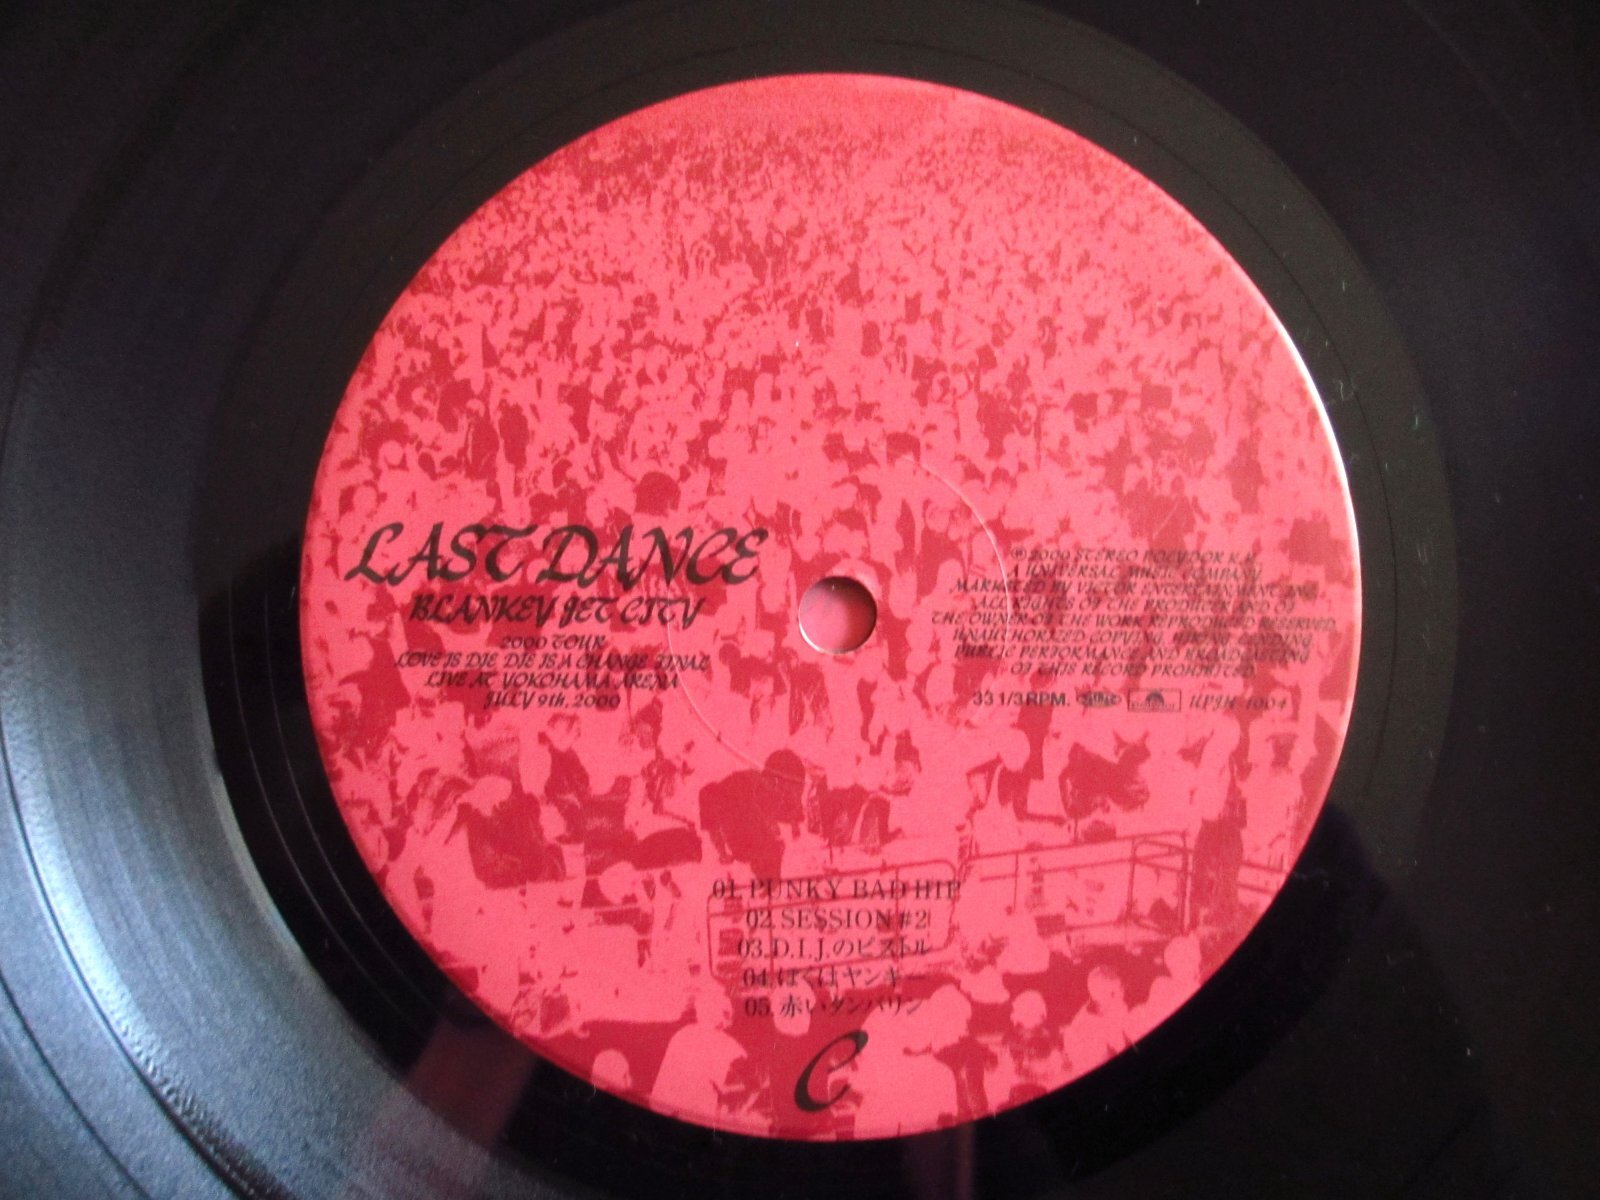 LAST DANCE
BLANKEY JET CITY
2000 TOUR
LOVE IS DIE DIE IS A CHANGE FINAL
LIVE AT YOKOHAMA ARENA
JULY 9th, 2000
℗ 2000 STEREO POLYDOR K.K.
A UNIVERSAL MUSIC COMPANY
MARKETED BY VICTOR ENTERTAINMENT INC.
ALL RIGHTS OF THE PRODUCER AND OF
THE OWNER OF THE WORK REPRODUCED RESERVED.
UNAUTHORIZED COPYING, HIRING, LENDING
PUBLIC PERFORMANCE AND BROADCASTING
OF THIS RECORD PROHIBITED.
33 1/3 RPM.
01. PUNKY BAD HIP
02. SESSION #2
03. D.I.J.のピストル
04. ぼくはヤンキー
05. 赤いタンバリン
C